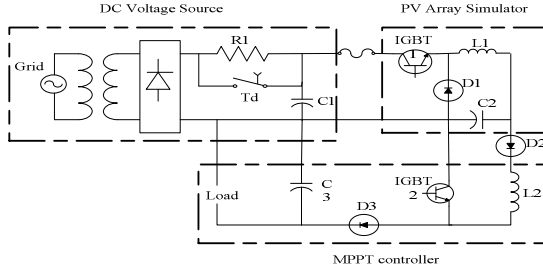 DC Voltage Source
PV Array Simulator
R1
IGBT
1
L1
Grid
D1
Td
C1
C2
D2
Load
C
3
IGBT
2
L2
D3
MPPT controller